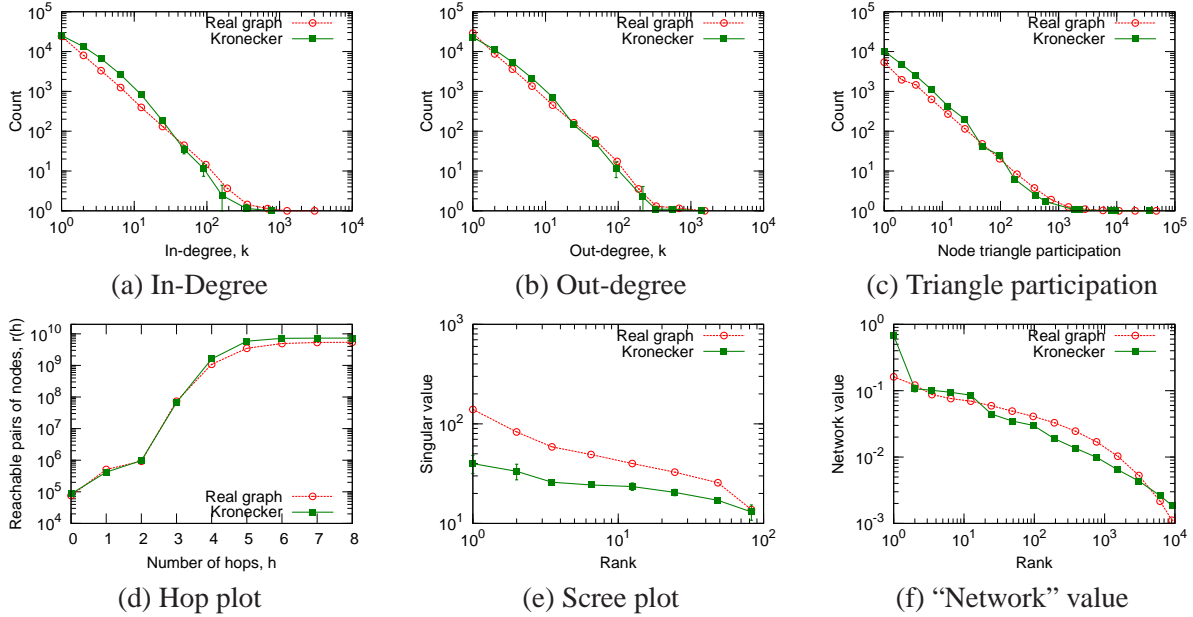 10^5
10^4
10^3
10^2
10^1
10^0
Count
Real graph
Kronecker
10^0 10^1 10^2 10^3 10^4
In-degree, k
(a) In-Degree
10^5
10^4
10^3
10^2
10^1
10^0
Count
Real graph
Kronecker
10^0 10^1 10^2 10^3 10^4
Out-degree, k
(b) Out-degree
10^5
10^4
10^3
10^2
10^1
10^0
Count
Real graph
Kronecker
10^0 10^1 10^2 10^3 10^4 10^5
Node triangle participation
(c) Triangle participation
10^10
10^9
10^8
10^7
10^6
10^5
10^4
Reachable pairs of nodes, r(h)
Real graph
Kronecker
0 1 2 3 4 5 6 7 8
Number of hops, h
(d) Hop plot
10^3
10^2
10^1
Singular value
Real graph
Kronecker
10^0 10^1 10^2
Rank
(e) Scree plot
10^0
10^-1
10^-2
10^-3
Network value
Real graph
Kronecker
10^0 10^1 10^2 10^3 10^4
Rank
(f) “Network” value